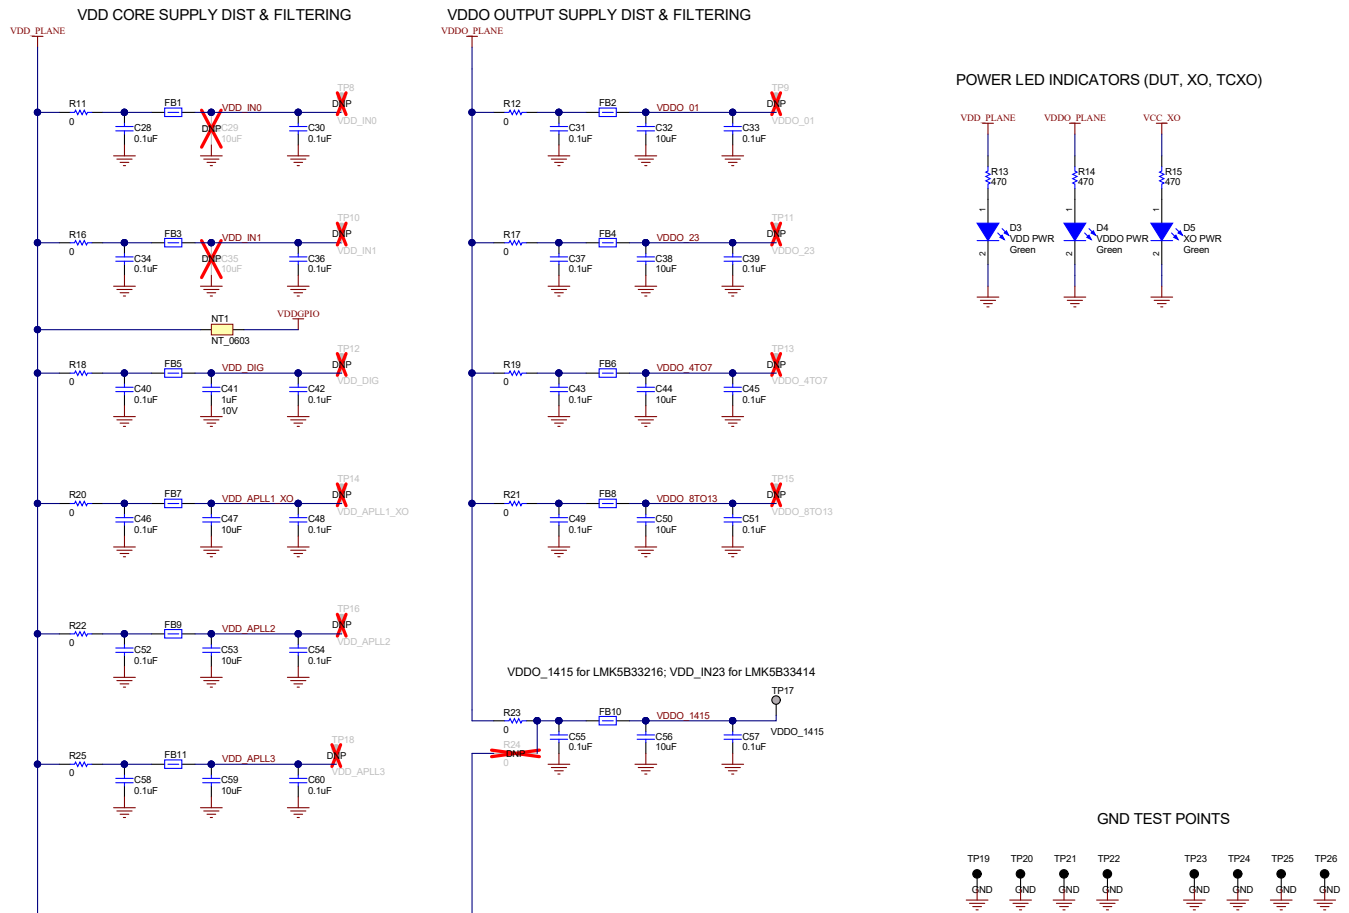 VDD CORE SUPPLY DIST & FILTERING
VDD_PLANE
R11
0
C28
0.1uF
FB1
VDD_IN0
DNP
C29
10uF
C30
0.1uF
TP8
DNP
VDD_IN0
R16
0
C34
0.1uF
FB3
VDD_IN1
DNP
C35
10uF
C36
0.1uF
TP10
DNP
VDD_IN1
NT1
NT_0603
VDDGPIO
R18
0
C40
0.1uF
FB5
VDD_DIG
C41
1uF
10V
C42
0.1uF
TP12
DNP
VDD_DIG
R20
0
C46
0.1uF
FB7
VDD_APLL1_XO
C47
10uF
C48
0.1uF
TP14
DNP
VDD_APLL1_XO
R22
0
C52
0.1uF
FB9
VDD_APLL2
C53
10uF
C54
0.1uF
TP16
DNP
VDD_APLL2
R25
0
C58
0.1uF
FB11
VDD_APLL3
C59
10uF
C60
0.1uF
TP18
DNP
VDD_APLL3
VDDO OUTPUT SUPPLY DIST & FILTERING
VDDO_PLANE
R12
0
C31
0.1uF
FB2
VDDO_01
C32
10uF
C33
0.1uF
TP9
DNP
VDDO_01
R17
0
C37
0.1uF
FB4
VDDO_23
C38
10uF
C39
0.1uF
TP11
DNP
VDDO_23
R19
0
C43
0.1uF
FB6
VDDO_4TO7
C44
10uF
C45
0.1uF
TP13
DNP
VDDO_4TO7
R21
0
C49
0.1uF
FB8
VDDO_8TO13
C50
10uF
C51
0.1uF
TP15
DNP
VDDO_8TO13
VDDO_1415 for LMK5B33216; VDD_IN23 for LMK5B33414
R23
0
R24
DNP
0
C55
0.1uF
FB10
VDDO_1415
C56
10uF
C57
0.1uF
TP17
VDDO_1415
POWER LED INDICATORS (DUT, XO, TCXO)
VDD_PLANE
R13
470
1
2
D3
VDD PWR
Green
VDDO_PLANE
R14
470
1
2
D4
VDDO PWR
Green
VCC_XO
R15
470
1
2
D5
XO PWR
Green
GND TEST POINTS
TP19
GND
TP20
GND
TP21
GND
TP22
GND
TP23
GND
TP24
GND
TP25
GND
TP26
GND